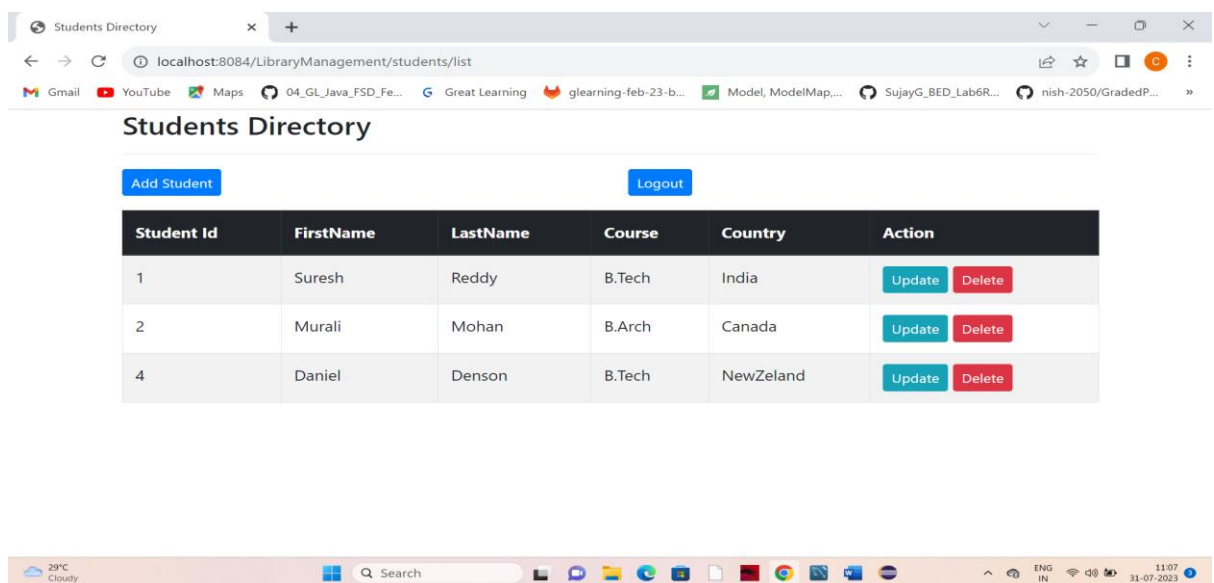 Students Directory
localhost:8084/LibraryManagement/students/list
C
Gmail YouTube Maps 04_GL_Java_FSD_Fe... Great Learning glearning-feb-23-b... Model, ModelMap,... SujayG_BED_Lab6R... nish-2050/GradedP... »
Students Directory
Add Student Logout
Student Id FirstName LastName Course Country Action
1 Suresh Reddy B.Tech India Update Delete
2 Murali Mohan B.Arch Canada Update Delete
4 Daniel Denson B.Tech NewZeland Update Delete
29°C
Cloudy
Search
ENG
IN
11:07
31-07-2023
3